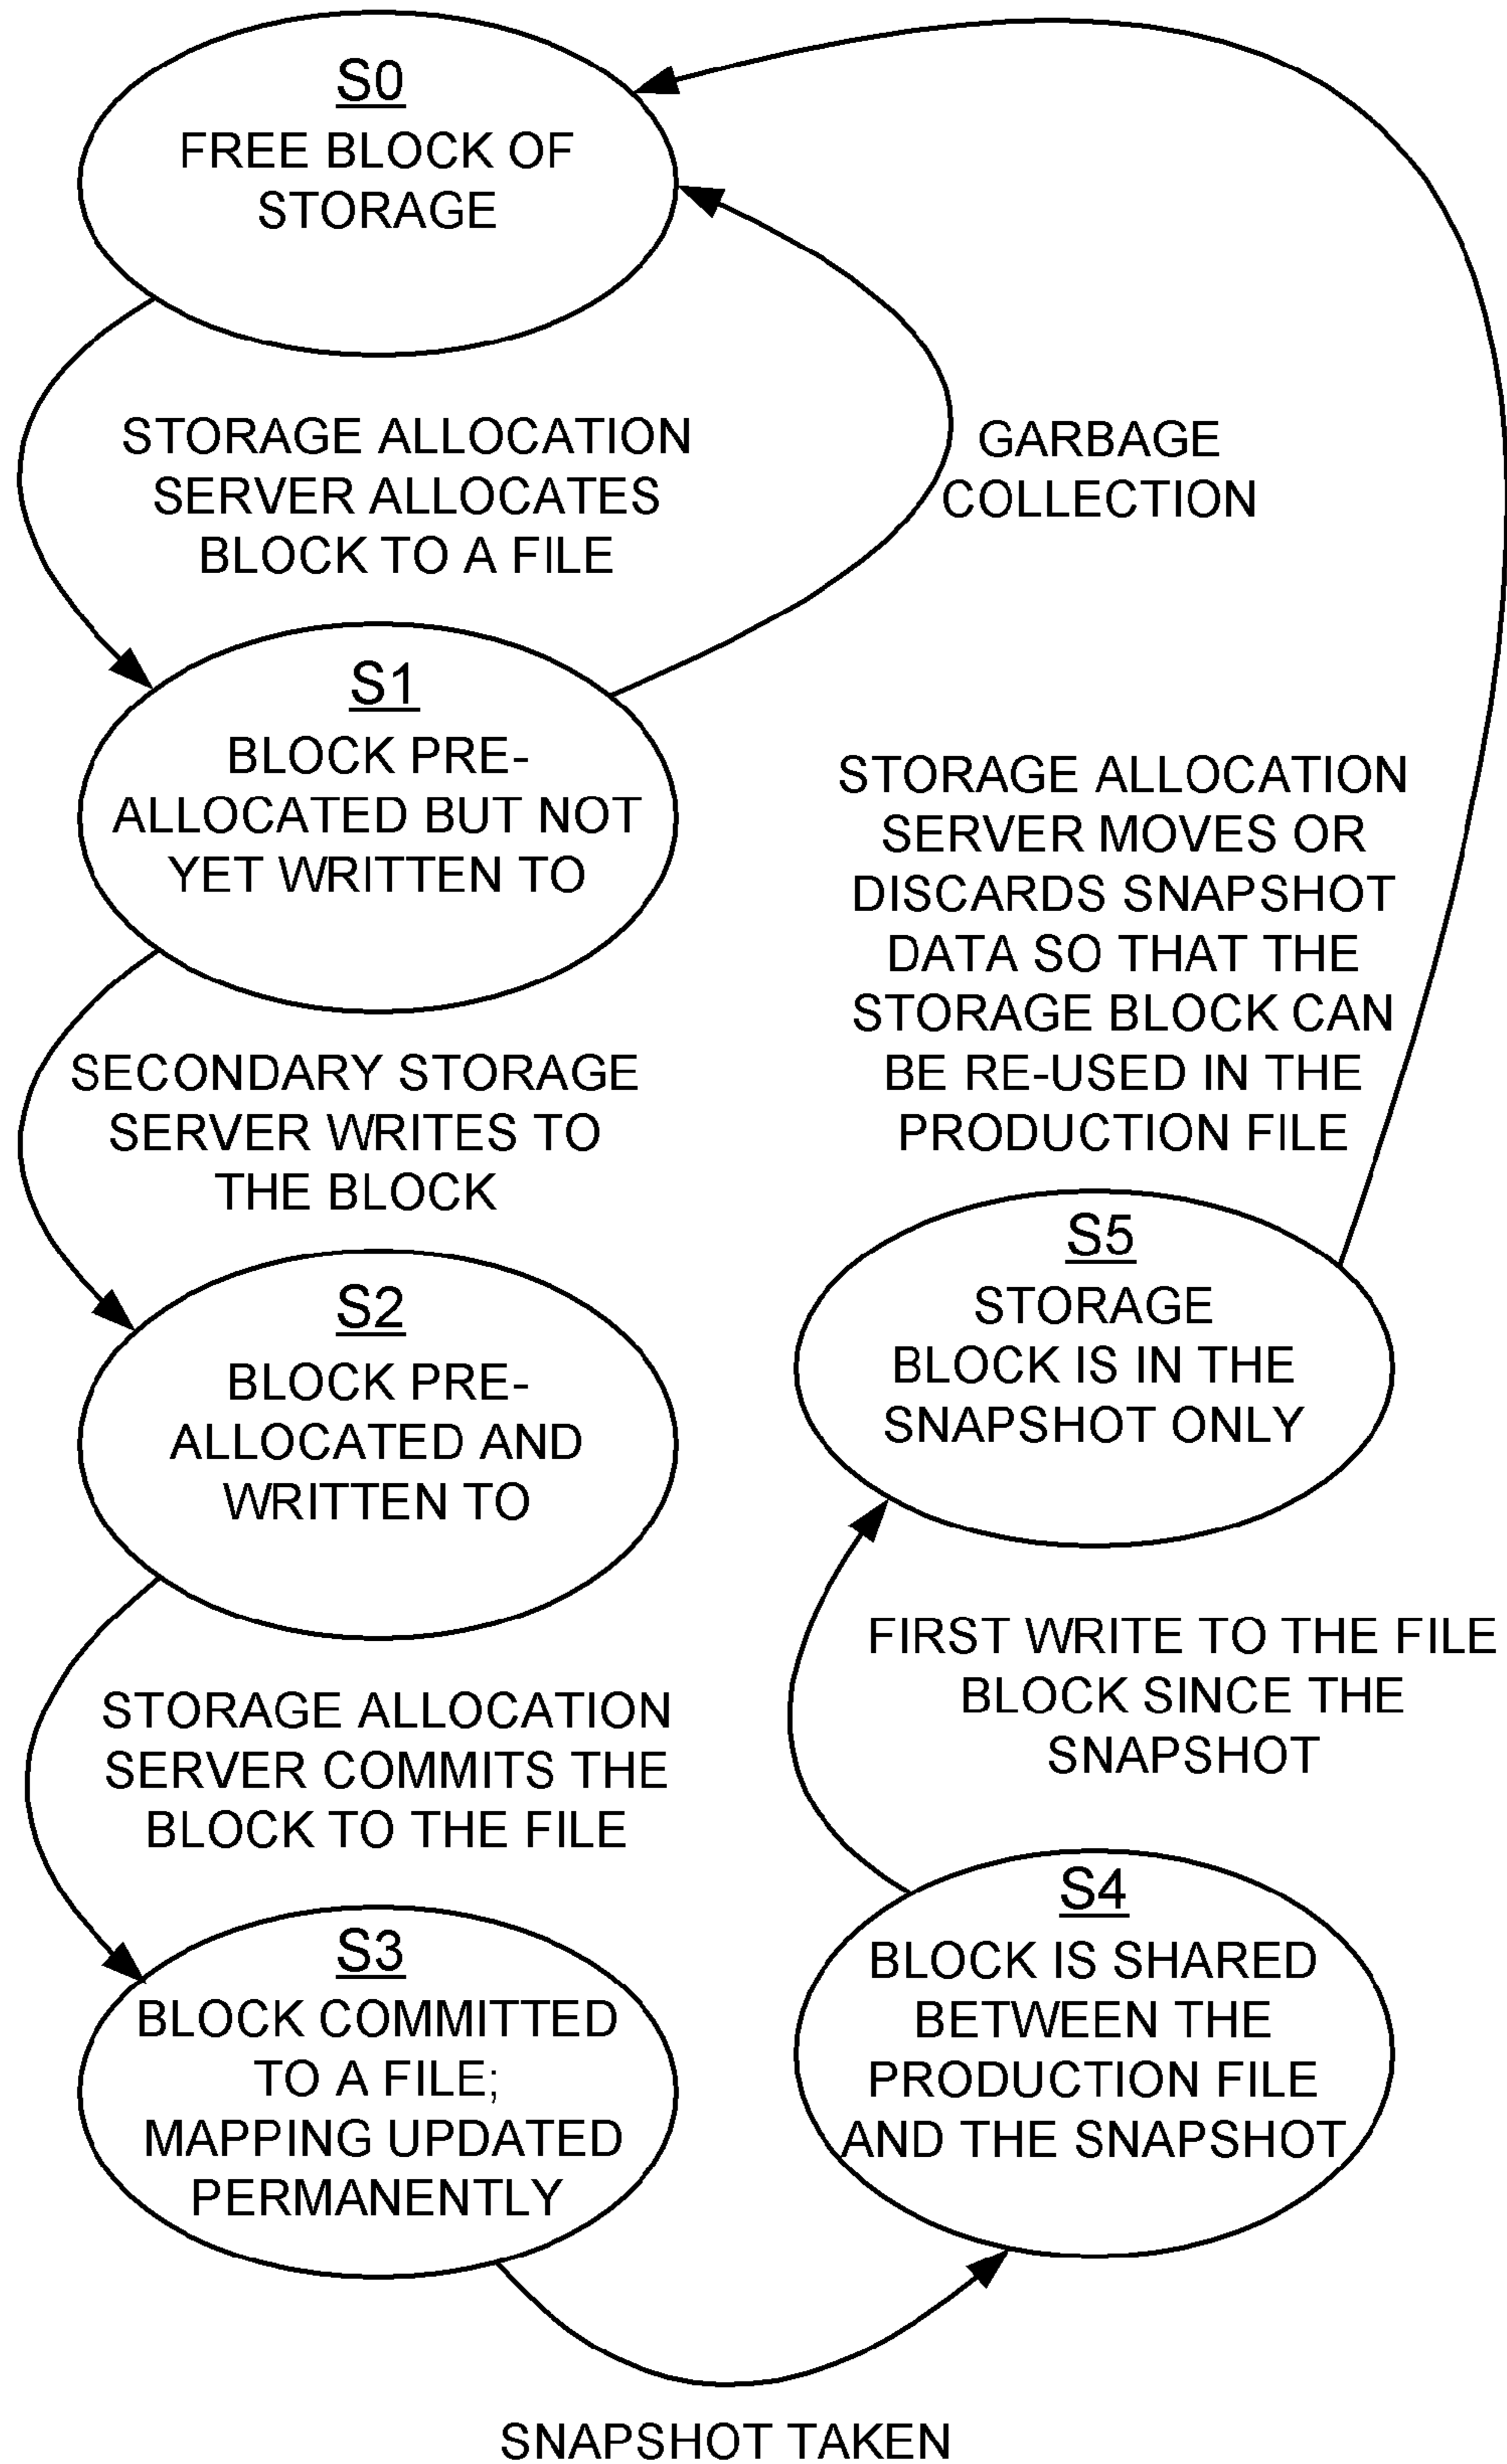 S0
FREE BLOCK OF
STORAGE
STORAGE ALLOCATION
SERVER ALLOCATES
BLOCK TO A FILE
GARBAGE
COLLECTION
S1
BLOCK PRE-
ALLOCATED BUT NOT
YET WRITTEN TO
STORAGE ALLOCATION
SERVER MOVES OR
DISCARDS SNAPSHOT
DATA SO THAT THE
STORAGE BLOCK CAN
BE RE-USED IN THE
PRODUCTION FILE
SECONDARY STORAGE
SERVER WRITES TO
THE BLOCK
S2
BLOCK PRE-
ALLOCATED AND
WRITTEN TO
S5
STORAGE
BLOCK IS IN THE
SNAPSHOT ONLY
STORAGE ALLOCATION
SERVER COMMITS THE
BLOCK TO THE FILE
FIRST WRITE TO THE FILE
BLOCK SINCE THE
SNAPSHOT
S3
BLOCK COMMITTED
TO A FILE;
MAPPING UPDATED
PERMANENTLY
S4
BLOCK IS SHARED
BETWEEN THE
PRODUCTION FILE
AND THE SNAPSHOT
SNAPSHOT TAKEN